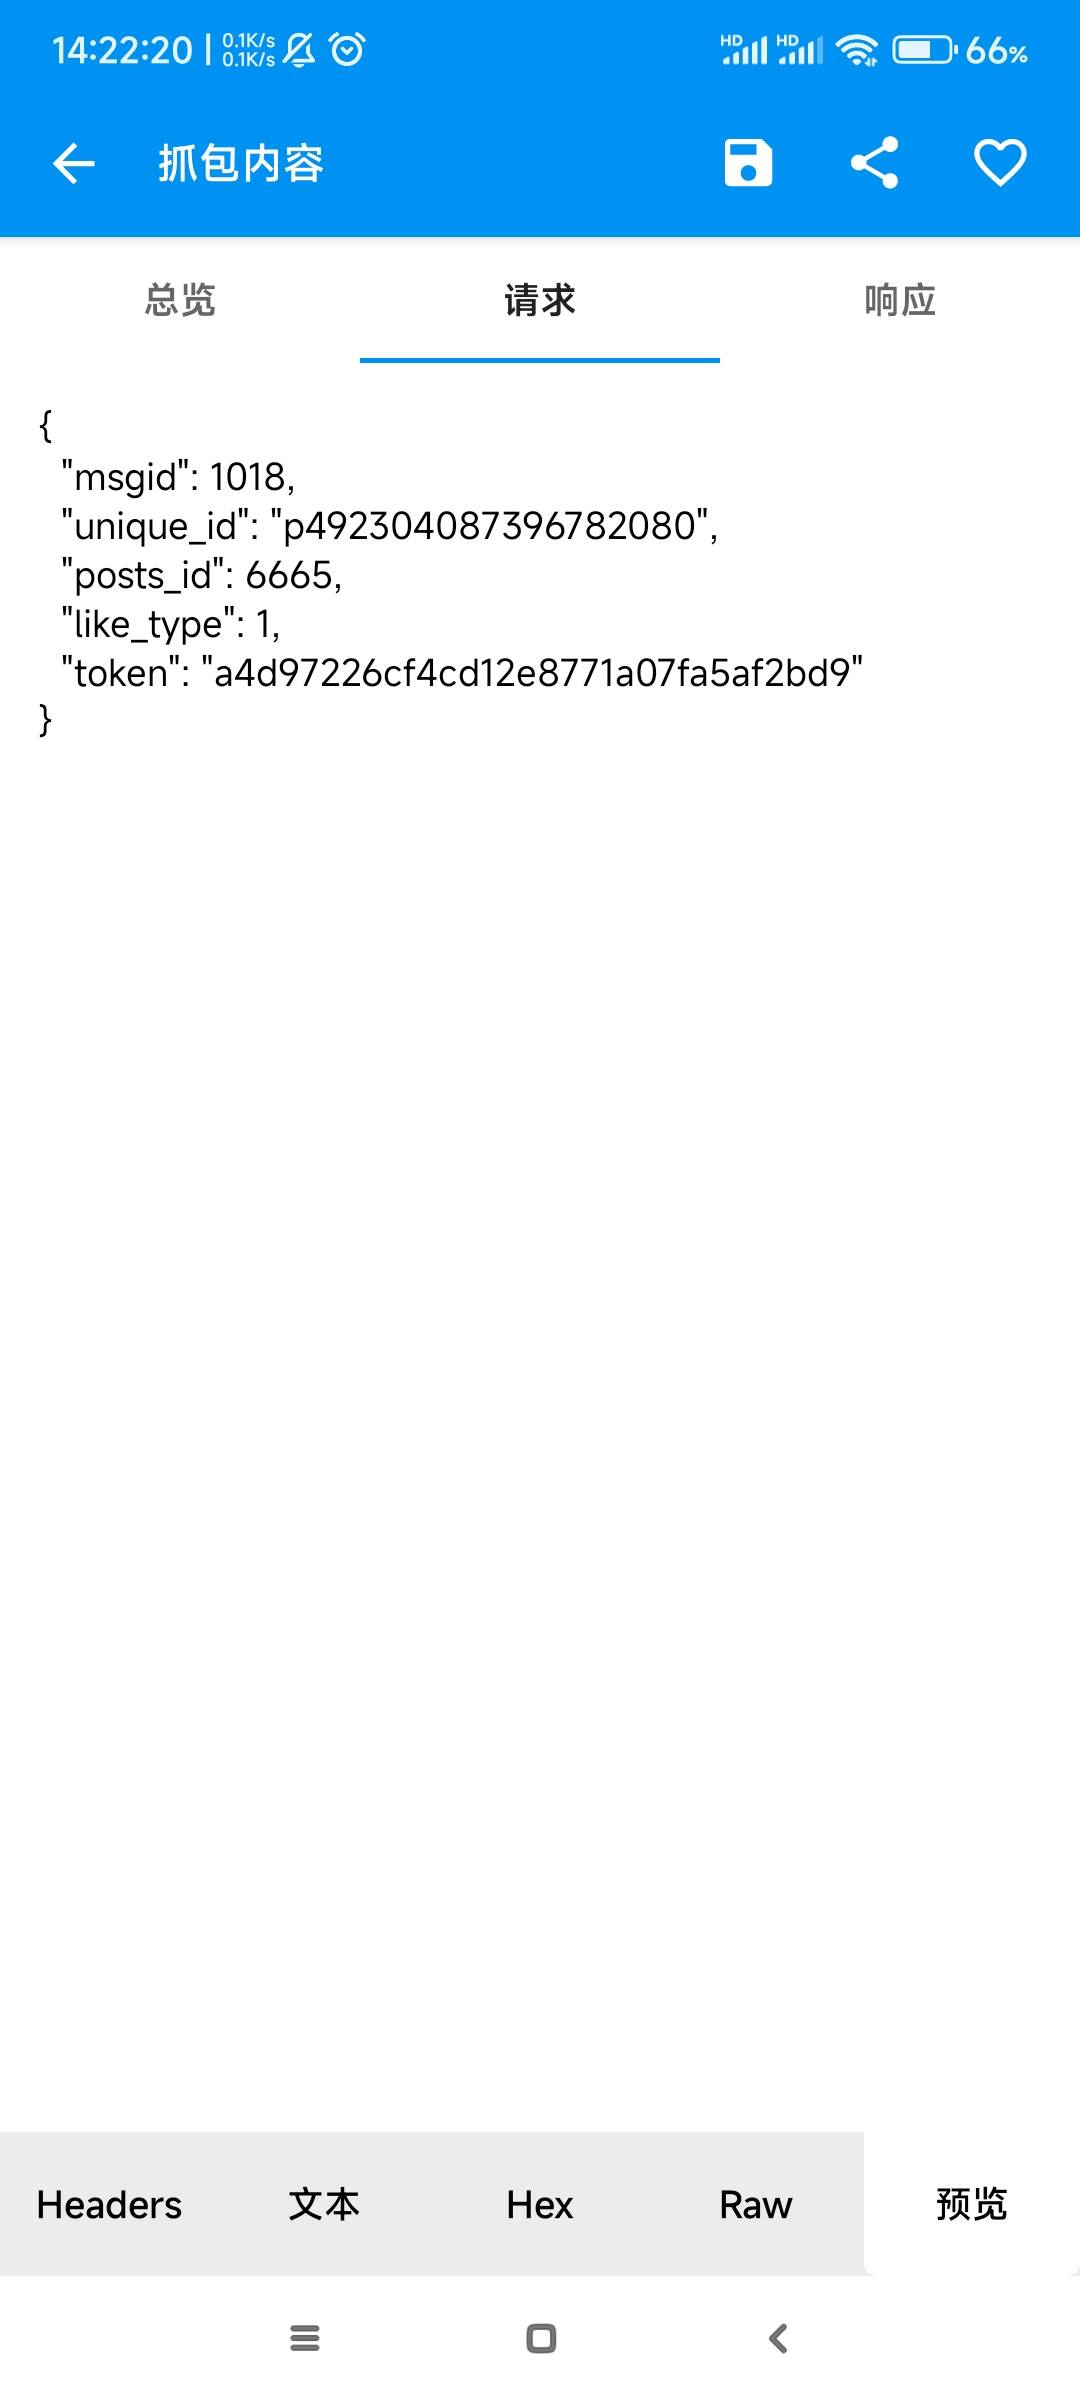 14:22:20 | 0.1K/s 0.1K/s HD HD 66%
抓包内容
总览 请求 响应
{
"msgid": 1018,
"unique_id": "p492304087396782080",
"posts_id": 6665,
"like_type": 1,
"token": "a4d97226cf4cd12e8771a07fa5af2bd9"
}
Headers 文本 Hex Raw 预览